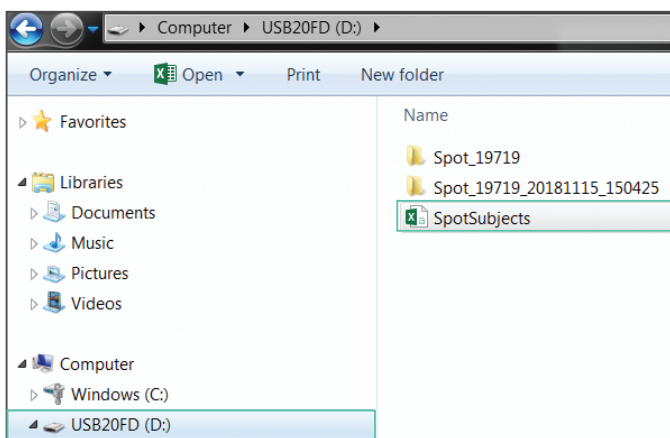 Computer USB20FD (D:)
Organize Open Print New folder
Favorites
Libraries
Documents
Music
Pictures
Videos
Computer
Windows (C:)
USB20FD (D:)
Name
Spot_19719
Spot_19719_20181115_150425
SpotSubjects